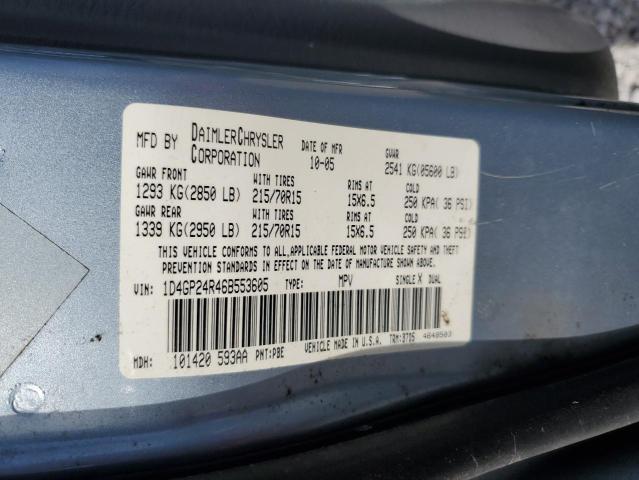 MFD BY DAIMLERCHRYSLER CORPORATION DATE OF MFR 10-05 GVWR 2541 KG(05600 LB)
GAWR FRONT WITH TIRES RIMS AT COLD
1293 KG(2850 LB) 215/70R15 15X6.5 250 KPA( 36 PSI)
GAWR REAR WITH TIRES RIMS AT COLD
1339 KG(2950 LB) 215/70R15 15X6.5 250 KPA( 36 PSI)
THIS VEHICLE CONFORMS TO ALL APPLICABLE FEDERAL MOTOR VEHICLE SAFETY AND THEFT
PREVENTION STANDARDS IN EFFECT ON THE DATE OF MANUFACTURE SHOWN ABOVE.
VIN: 1D4GP24R46B553605 TYPE: MPV SINGLE X DUAL
MDH: 101420 593AA PNT:PBE VEHICLE MADE IN U.S.A. TRM:D7D5 4648503